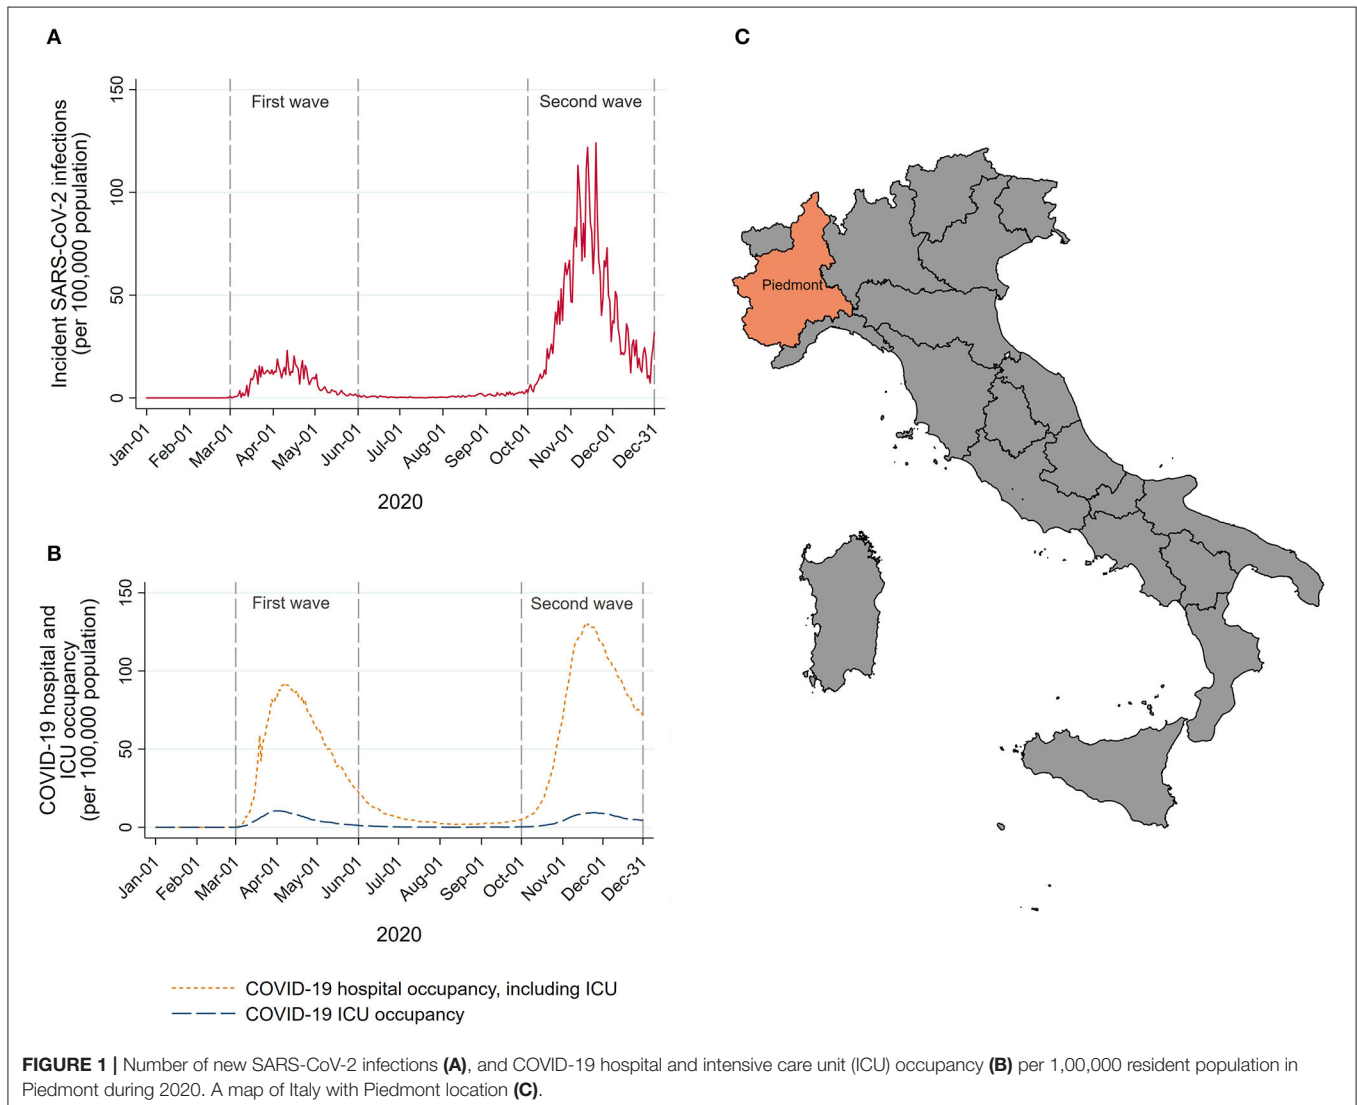 A
Incident SARS-CoV-2 infections
(per 100,000 population)
150
100
50
0
First wave
Second wave
Jan-01
Feb-01
Mar-01
Apr-01
May-01
Jun-01
Jul-01
Aug-01
Sep-01
Oct-01
Nov-01
Dec-01
Dec-31
2020
B
COVID-19 hospital and
ICU occupancy
(per 100,000 population)
150
100
50
0
First wave
Second wave
Jan-01
Feb-01
Mar-01
Apr-01
May-01
Jun-01
Jul-01
Aug-01
Sep-01
Oct-01
Nov-01
Dec-01
Dec-31
2020
COVID-19 hospital occupancy, including ICU
COVID-19 ICU occupancy
C
Piedmont
FIGURE 1 | Number of new SARS-CoV-2 infections (A), and COVID-19 hospital and intensive care unit (ICU) occupancy (B) per 1,00,000 resident population in
Piedmont during 2020. A map of Italy with Piedmont location (C).